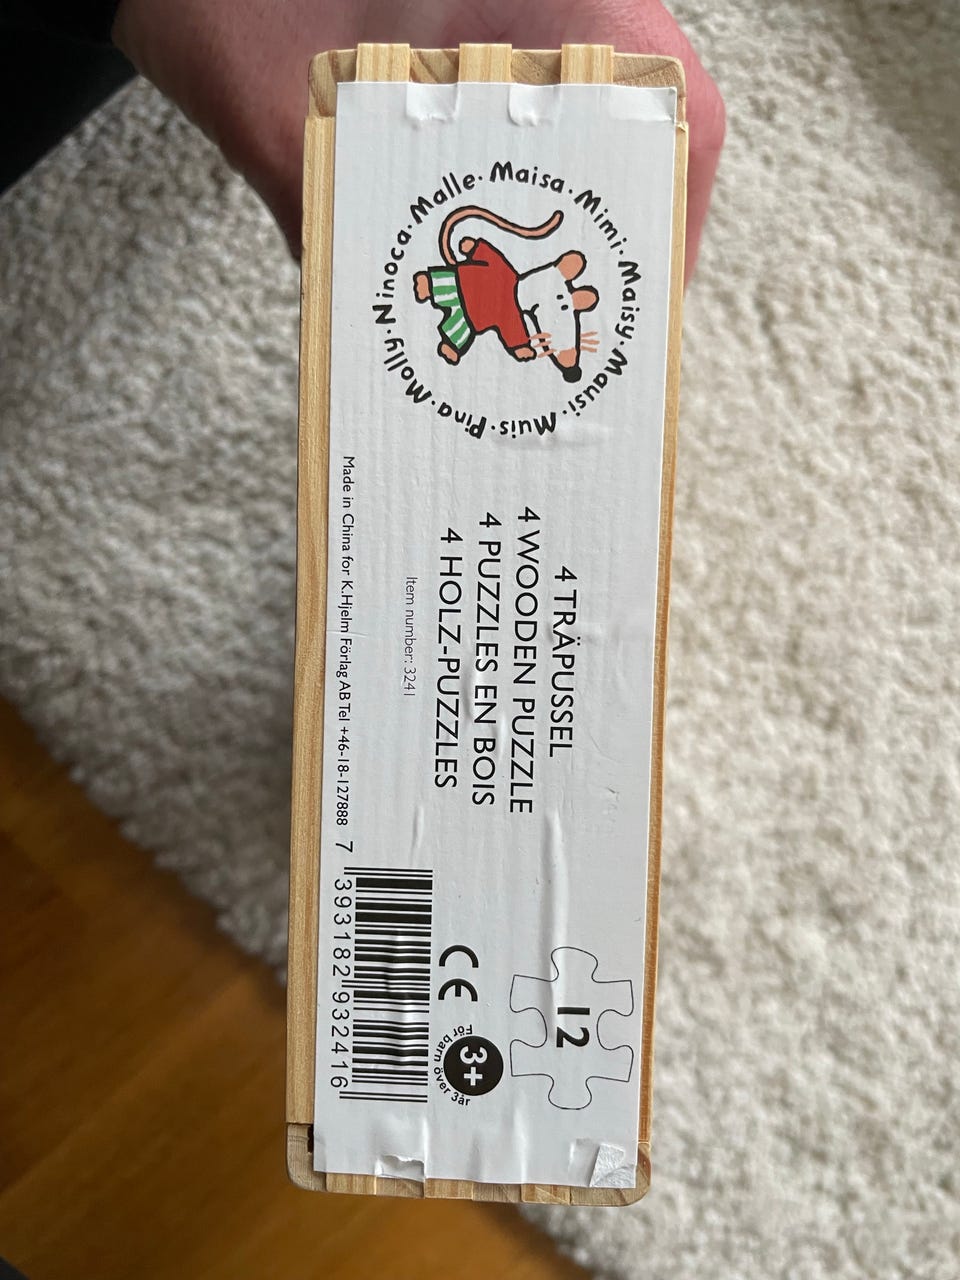 Maisa · Mimi · Maisy · Mausi · Muis · Pina · Molly · Ninoca · Malle ·
4 TRÄPUSSEL
4 WOODEN PUZZLE
4 PUZZLES EN BOIS
4 HOLZ-PUZZLES
Item number: 3241
Made in China for K.Hjelm Förlag AB Tel +46-18-127888
12
CE
3+
För barn över 3år
7 393182 932416